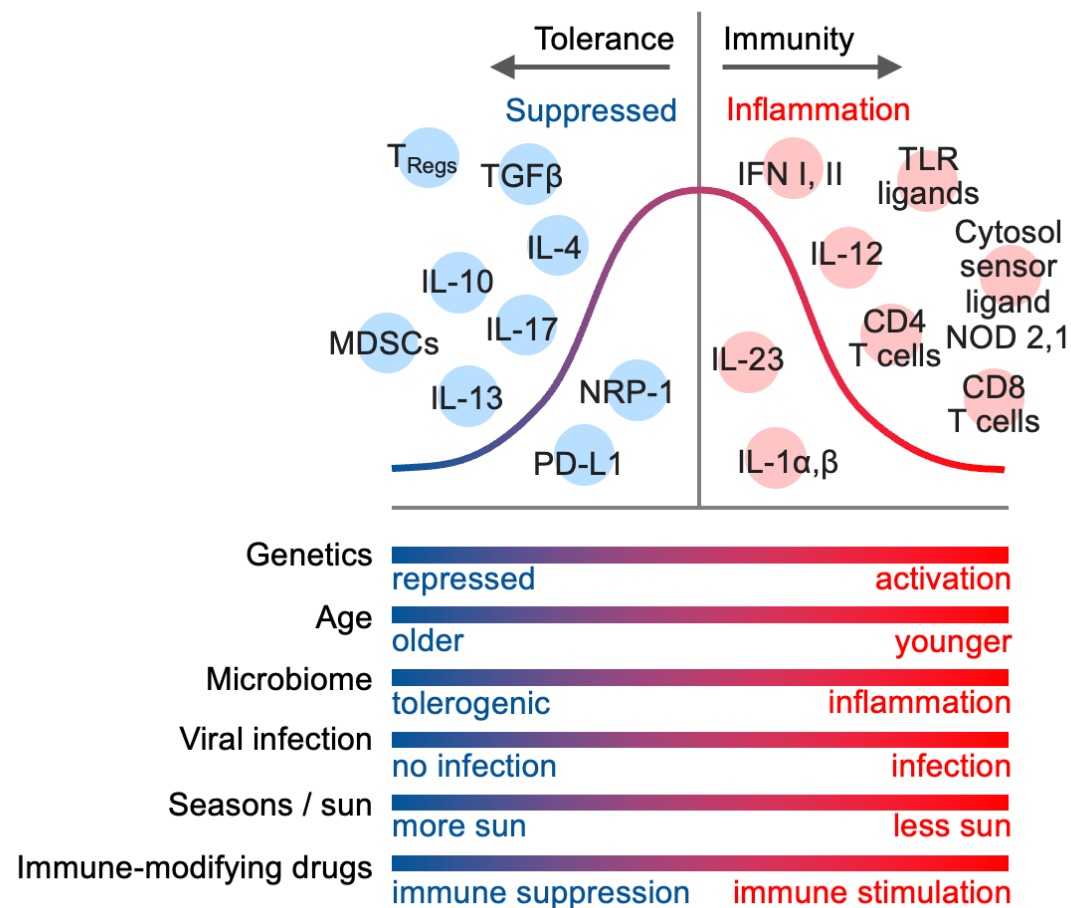 Tolerance
Immunity
Suppressed
Inflammation
TRegs
TGFβ
IL-4
IL-10
IL-17
MDSCs
IL-13
NRP-1
PD-L1
IFN I, II
TLR
ligands
IL-12
Cytosol
sensor
ligand
NOD 2,1
CD4
T cells
IL-23
CD8
T cells
IL-1α,β
Genetics
repressed
activation
Age
older
younger
Microbiome
tolerogenic
inflammation
Viral infection
no infection
infection
Seasons / sun
more sun
less sun
Immune-modifying drugs
immune suppression
immune stimulation